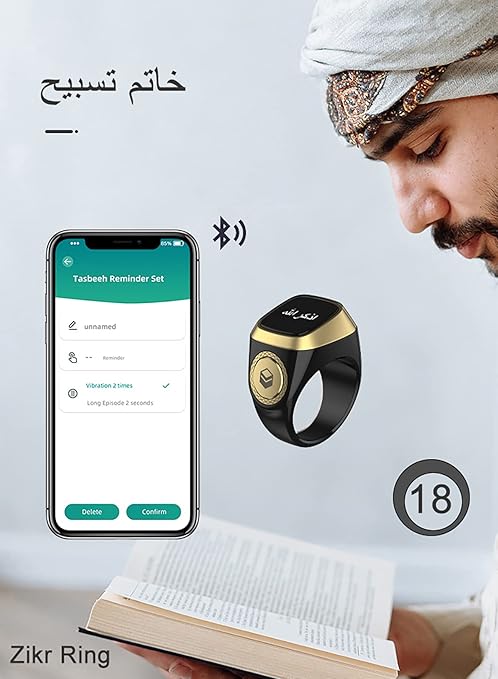 خاتم تسبيح
85%
Tasbeeh Reminder Set
unnamed
-- Reminder
Vibration 2 times
Long Episode 2 seconds
Delete
Confirm
اذكر الله
18
Zikr Ring